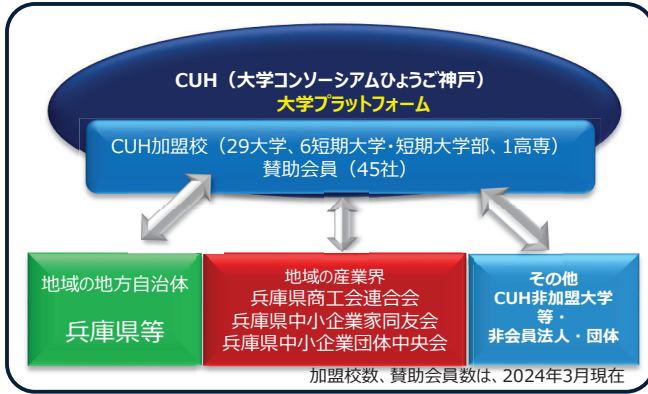 CUH（大学コンソーシアムひょうご神戸）
大学プラットフォーム
CUH加盟校（29大学、6短期大学・短期大学部、1高専）
賛助会員（45社）
地域の地方自治体
兵庫県等
地域の産業界
兵庫県商工会連合会
兵庫県中小企業家同友会
兵庫県中小企業団体中央会
その他
CUH非加盟大学
等・
非会員法人・団体
加盟校数、賛助会員数は、2024年3月現在